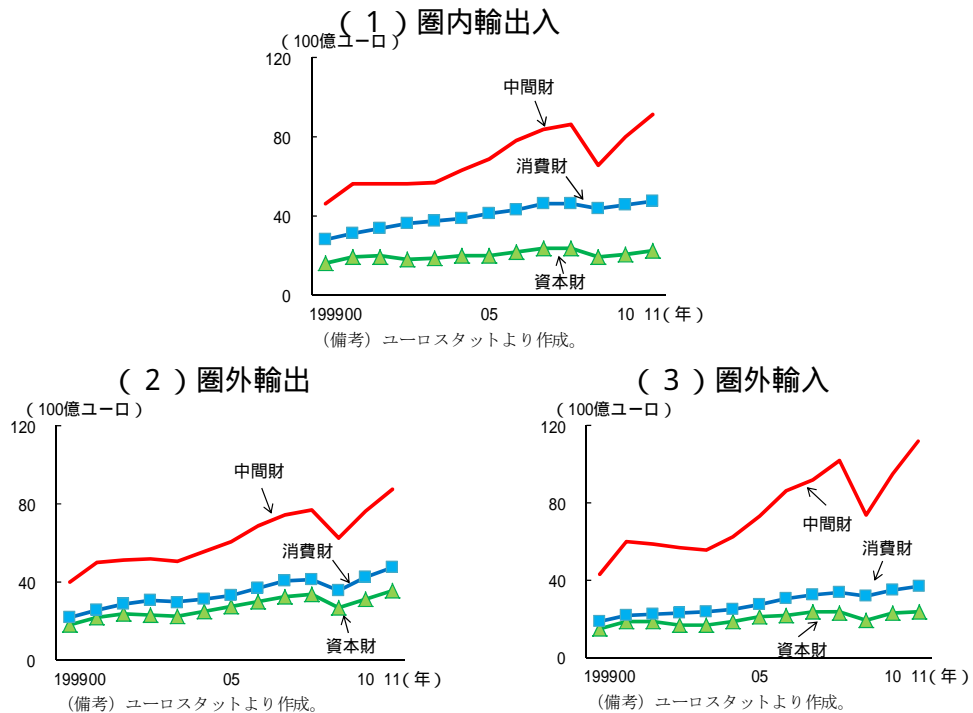 （１）圏内輸出入
（100億ユーロ）
120
80
40
0
中間財
消費財
資本財
199900 05 10 11(年)
（備考）ユーロスタットより作成。
（２）圏外輸出
（100億ユーロ）
120
80
40
0
中間財
消費財
資本財
199900 05 10 11(年)
（備考）ユーロスタットより作成。
（３）圏外輸入
（100億ユーロ）
120
80
40
0
中間財
消費財
資本財
199900 05 10 11(年)
（備考）ユーロスタットより作成。